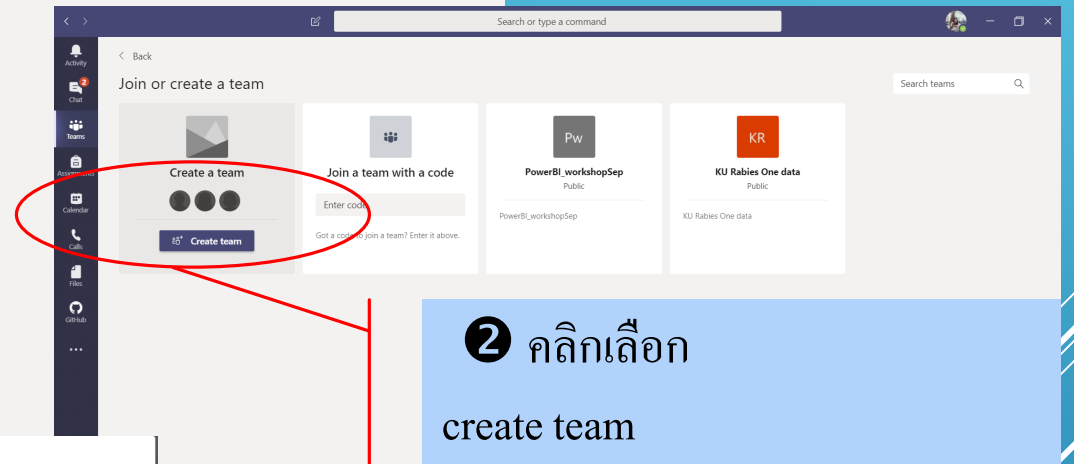 Search or type a command
Activity
2
Chat
Teams
Assignments
Calendar
Calls
Files
GitHub
Back
Join or create a team
Search teams
Create a team
Create team
Join a team with a code
Enter code
Got a code to join a team? Enter it above.
Pw
PowerBI_workshopSep
Public
PowerBI_workshopSep
KR
KU Rabies One data
Public
KU Rabies One data
❷ คลิกเลือก
create team